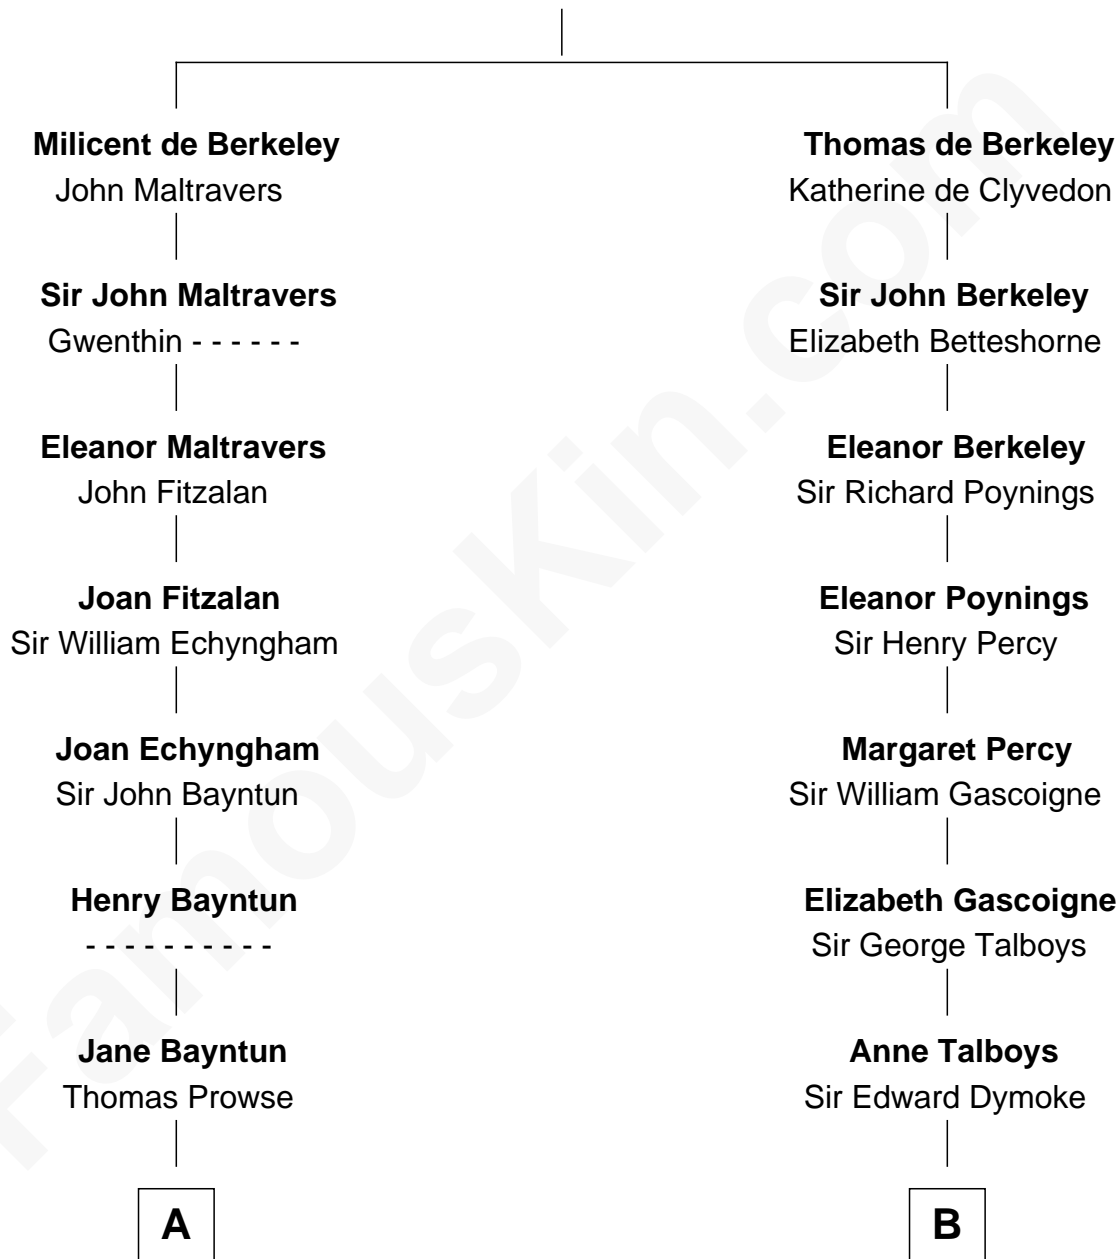 Milicent de Berkeley
John Maltravers
Sir John Maltravers
Gwenthin - - - - - -
Eleanor Maltravers
John Fitzalan
Joan Fitzalan
Sir William Echyngham
Joan Echyngham
Sir John Bayntun
Henry Bayntun
- - - - - - - - - -
Jane Bayntun
Thomas Prowse
A
Thomas de Berkeley
Katherine de Clyvedon
Sir John Berkeley
Elizabeth Betteshorne
Eleanor Berkeley
Sir Richard Poynings
Eleanor Poynings
Sir Henry Percy
Margaret Percy
Sir William Gascoigne
Elizabeth Gascoigne
Sir George Talboys
Anne Talboys
Sir Edward Dymoke
B
FamousKin.com